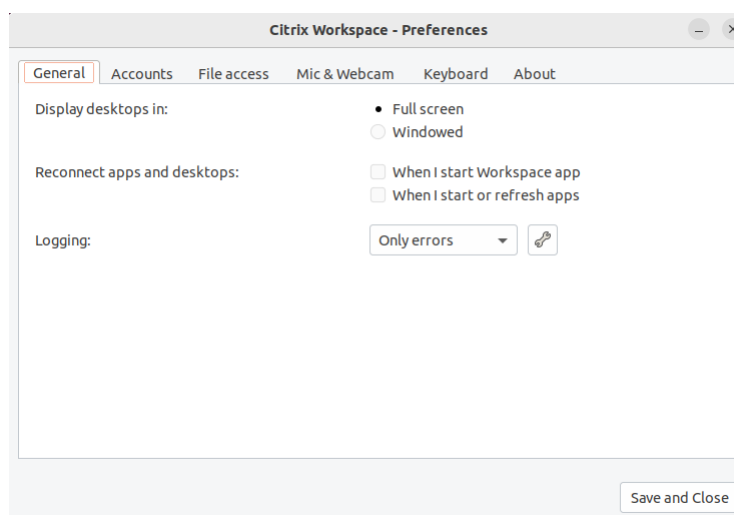 Citrix Workspace - Preferences
General Accounts File access Mic & Webcam Keyboard About
Display desktops in: Full screen
Windowed
Reconnect apps and desktops: When I start Workspace app
When I start or refresh apps
Logging: Only errors
Save and Close